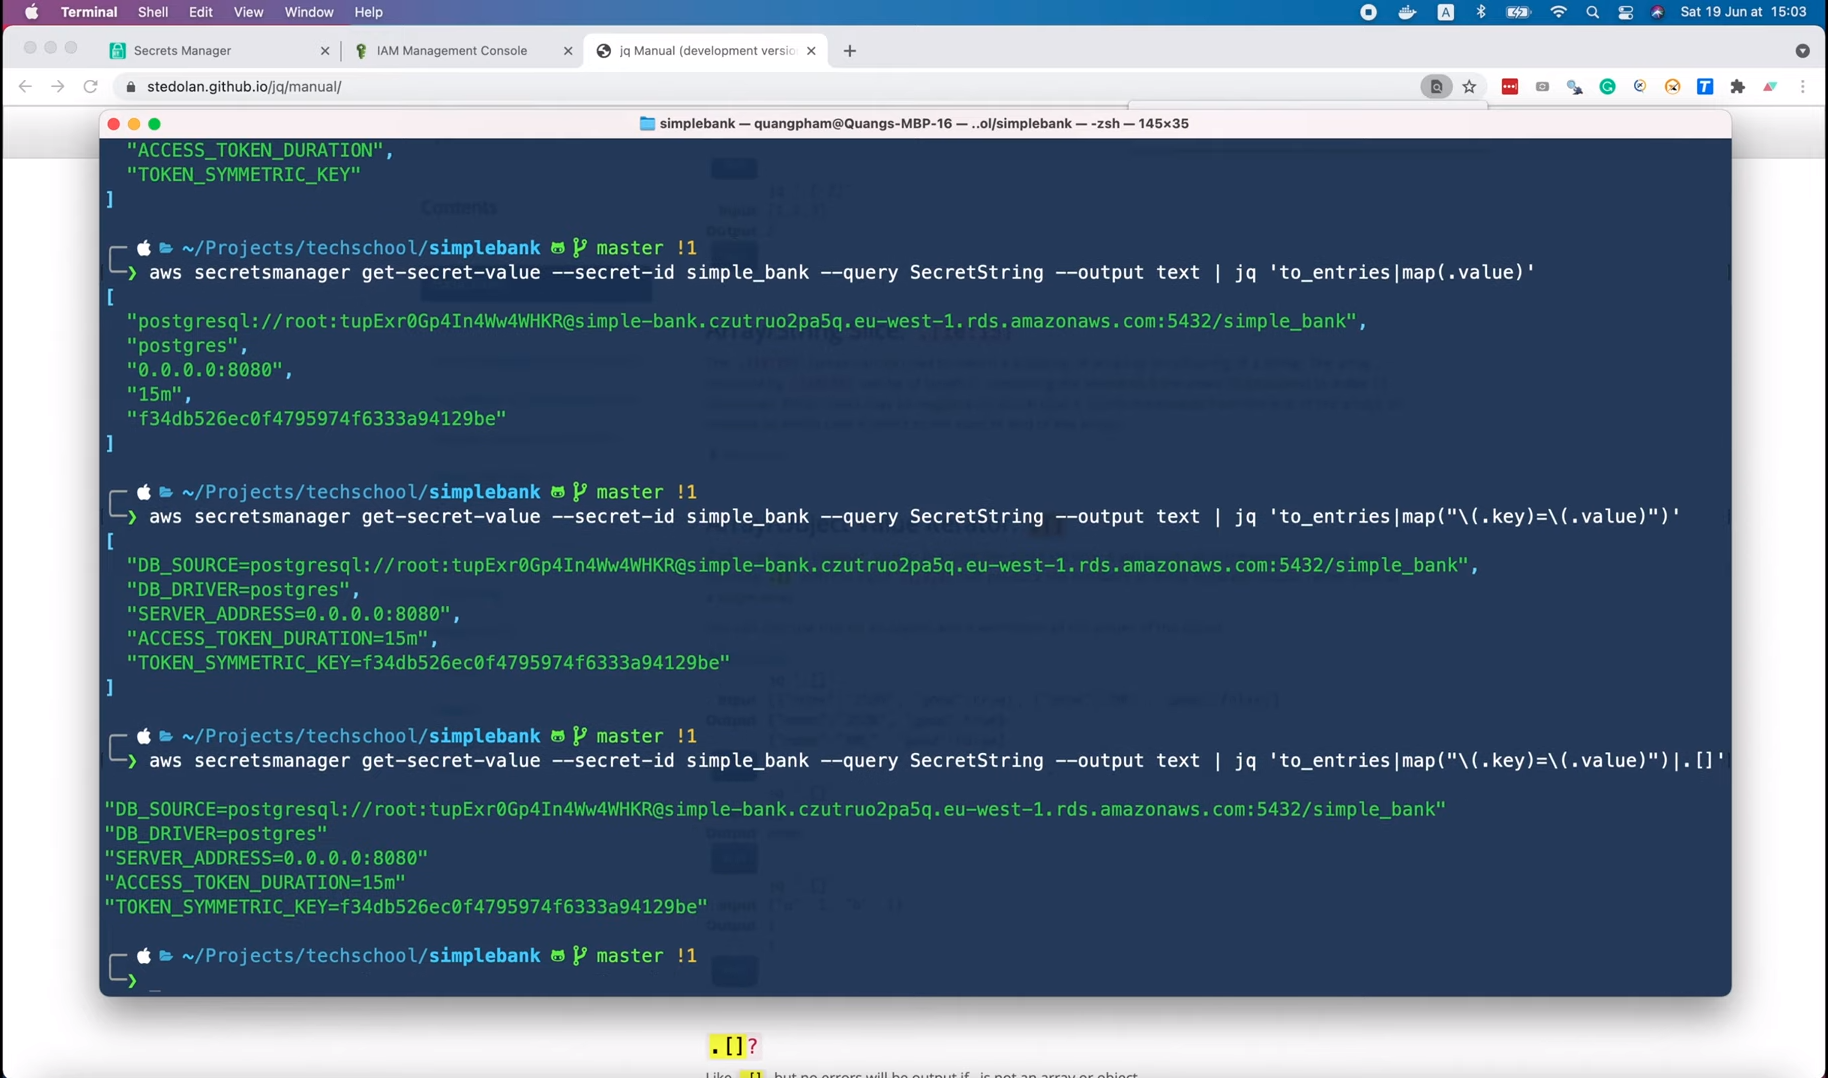 Terminal Shell Edit View Window Help
A Sat 19 Jun at 15:03
Secrets Manager
IAM Management Console
jq Manual (development versio
stedolan.github.io/jq/manual/
simplebank — quangpham@Quangs-MBP-16 — ..ol/simplebank — -zsh — 145×35
"ACCESS_TOKEN_DURATION",
"TOKEN_SYMMETRIC_KEY"
]
~/Projects/techschool/simplebank master !1
❯ aws secretsmanager get-secret-value --secret-id simple_bank --query SecretString --output text | jq 'to_entries|map(.value)'
[
"postgresql://root:tupExr0Gp4In4Ww4WHKR@simple-bank.czutruo2pa5q.eu-west-1.rds.amazonaws.com:5432/simple_bank",
"postgres",
"0.0.0.0:8080",
"15m",
"f34db526ec0f4795974f6333a94129be"
]
~/Projects/techschool/simplebank master !1
❯ aws secretsmanager get-secret-value --secret-id simple_bank --query SecretString --output text | jq 'to_entries|map("\(.key)=\(.value)")'
[
"DB_SOURCE=postgresql://root:tupExr0Gp4In4Ww4WHKR@simple-bank.czutruo2pa5q.eu-west-1.rds.amazonaws.com:5432/simple_bank",
"DB_DRIVER=postgres",
"SERVER_ADDRESS=0.0.0.0:8080",
"ACCESS_TOKEN_DURATION=15m",
"TOKEN_SYMMETRIC_KEY=f34db526ec0f4795974f6333a94129be"
]
~/Projects/techschool/simplebank master !1
❯ aws secretsmanager get-secret-value --secret-id simple_bank --query SecretString --output text | jq 'to_entries|map("\(.key)=\(.value)")|.[]'
"DB_SOURCE=postgresql://root:tupExr0Gp4In4Ww4WHKR@simple-bank.czutruo2pa5q.eu-west-1.rds.amazonaws.com:5432/simple_bank"
"DB_DRIVER=postgres"
"SERVER_ADDRESS=0.0.0.0:8080"
"ACCESS_TOKEN_DURATION=15m"
"TOKEN_SYMMETRIC_KEY=f34db526ec0f4795974f6333a94129be"
~/Projects/techschool/simplebank master !1
❯ _
.[]?
Like .[], but no errors will be output if . is not an array or object.